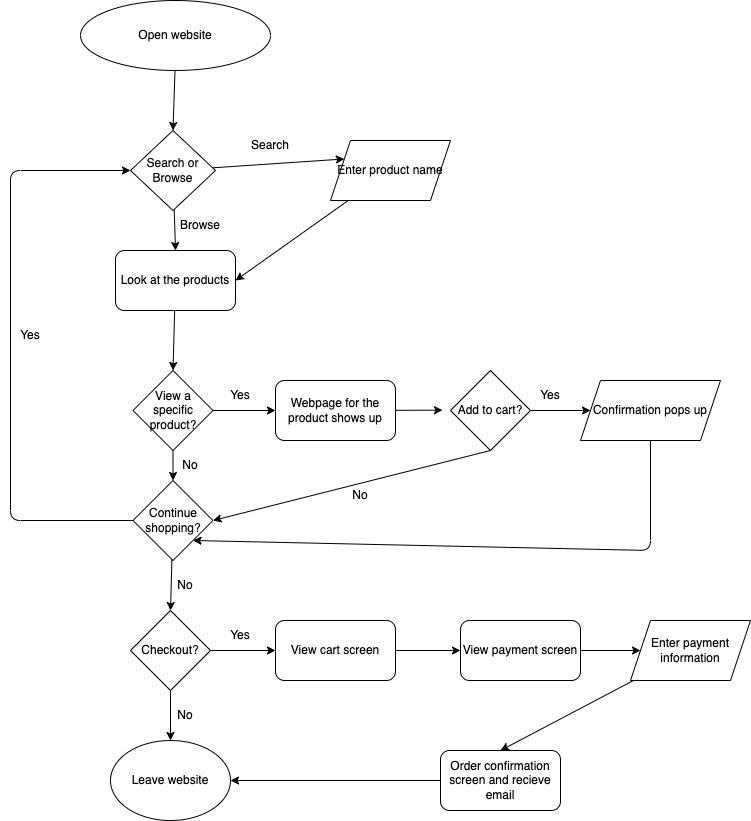 Open website
Search
Search or
Browse
Enter product name
Browse
Look at the products
Yes
View a
specific
product?
Yes
Webpage for the
product shows up
Add to cart?
Yes
Confirmation pops up
No
No
Continue
shopping?
No
Checkout?
Yes
View cart screen
View payment screen
Enter payment
information
No
Leave website
Order confirmation
screen and recieve
email